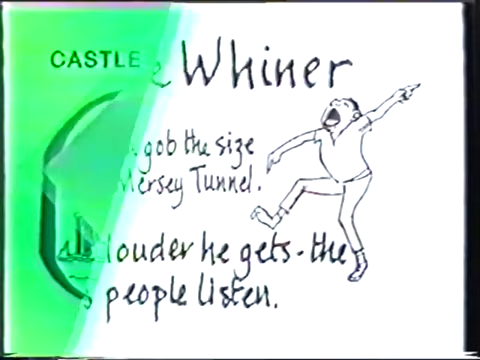 CASTLE
Whiner
gob the size
Mersey Tunnel.
louder he gets - the
people listen.